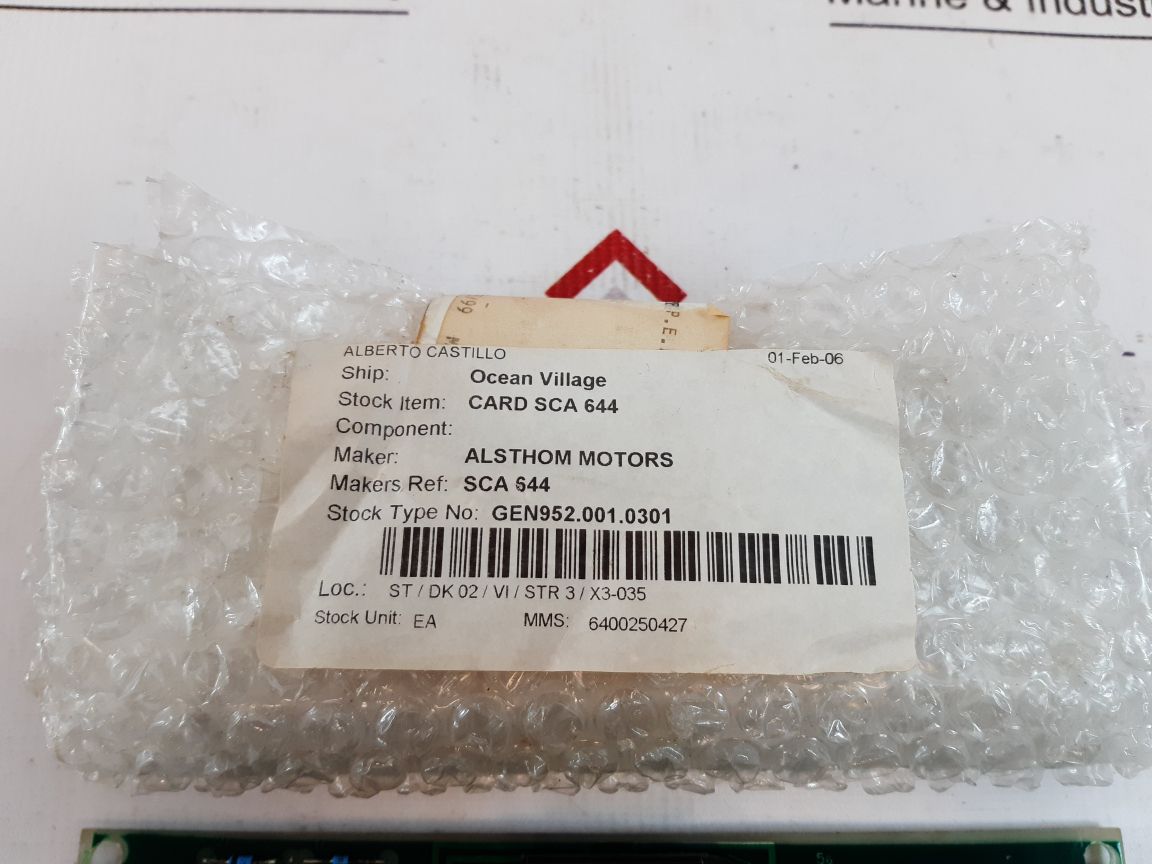 & Indust
66
P.E.
ALBERTO CASTILLO 01-Feb-06
Ship: Ocean Village
Stock Item: CARD SCA 644
Component:
Maker: ALSTHOM MOTORS
Makers Ref: SCA 644
Stock Type No: GEN952.001.0301
Loc.: ST / DK 02 / VI / STR 3 / X3-035
Stock Unit: EA MMS: 6400250427